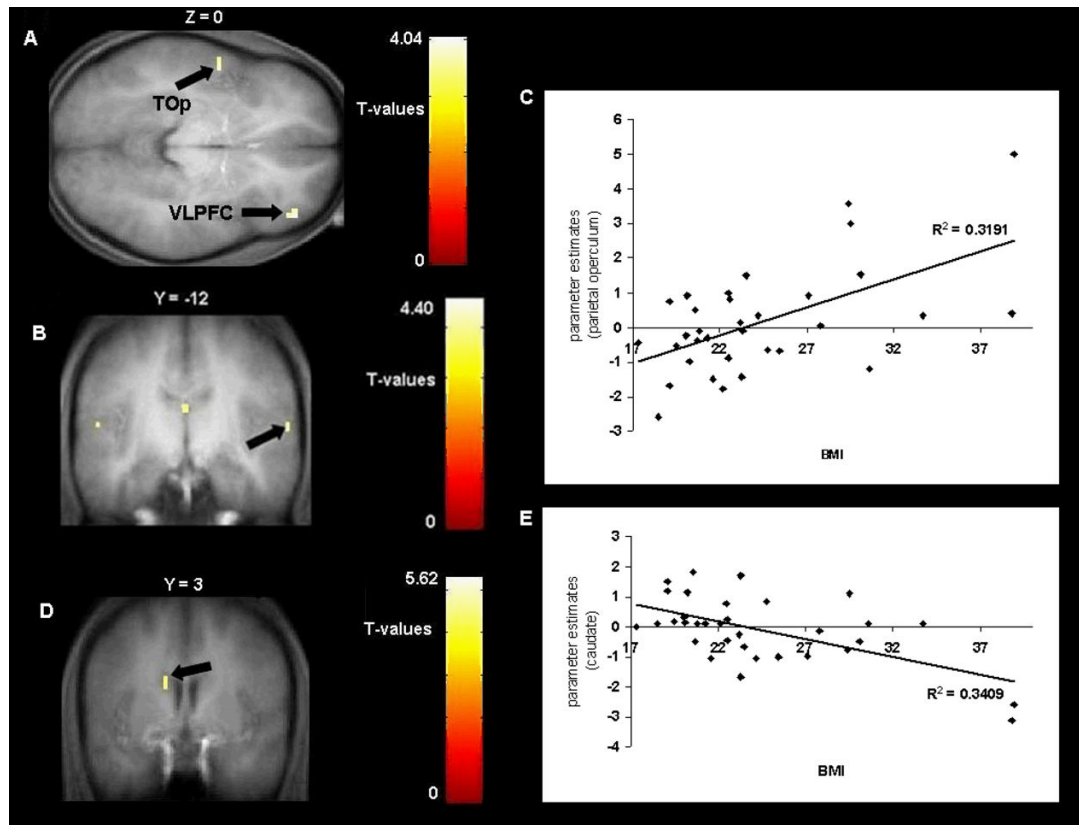 A
Z = 0
TOp
VLPFC
4.04
T-values
0
B
Y = -12
4.40
T-values
0
D
Y = 3
5.62
T-values
0
C
6
5
4
3
2
1
0
-1
-2
-3
17
22
27
32
37
R² = 0.3191
parameter estimates
(parietal operculum)
BMI
E
3
2
1
0
-1
-2
-3
-4
17
22
27
32
37
R² = 0.3409
parameter estimates
(caudate)
BMI